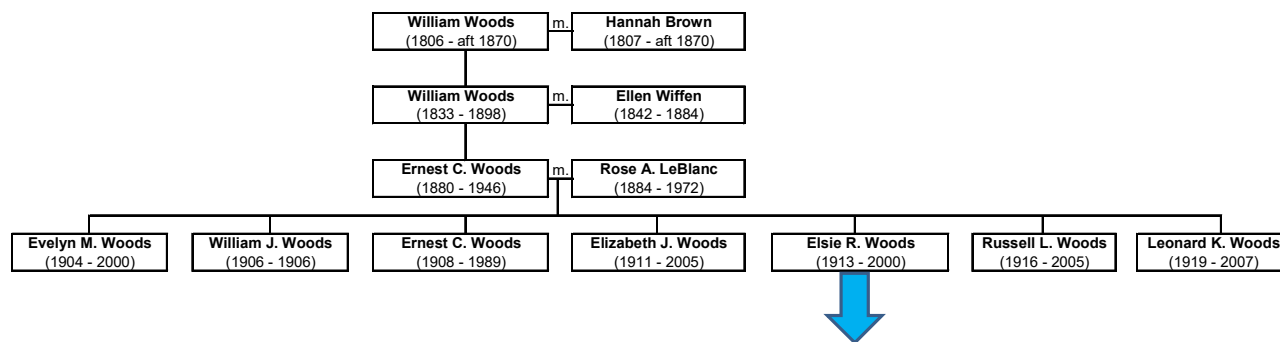 William Woods m. Hannah Brown
(1806 - aft 1870) (1807 - aft 1870)
William Woods m. Ellen Wiffen
(1833 - 1898) (1842 - 1884)
Ernest C. Woods m. Rose A. LeBlanc
(1880 - 1946) (1884 - 1972)
Evelyn M. Woods William J. Woods Ernest C. Woods Elizabeth J. Woods Elsie R. Woods Russell L. Woods Leonard K. Woods
(1904 - 2000) (1906 - 1906) (1908 - 1989) (1911 - 2005) (1913 - 2000) (1916 - 2005) (1919 - 2007)